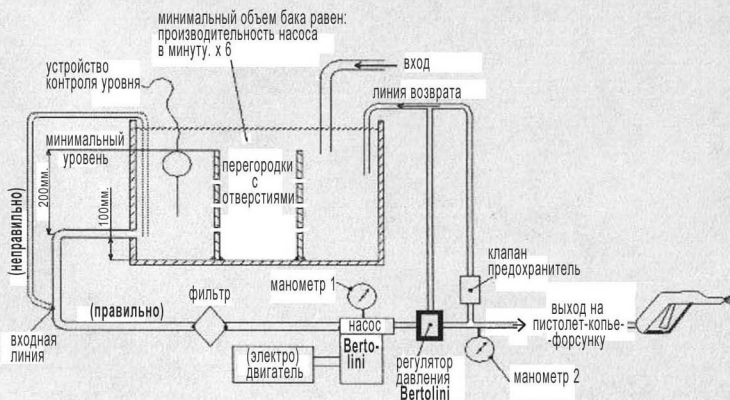 минимальный объем бака равен:
производительность насоса
в минуту. x 6
устройство
контроля уровня
вход
линия возврата
минимальный
уровень
перегородки
с
отверстиями
200мм.
100мм.
(неправильно)
(правильно)
входная
линия
фильтр
манометр 1
насос
Berto-
lini
(электро)
двигатель
регулятор
давления
Bertolini
клапан
предохранитель
выход на
пистолет-копье-
-форсунку
манометр 2